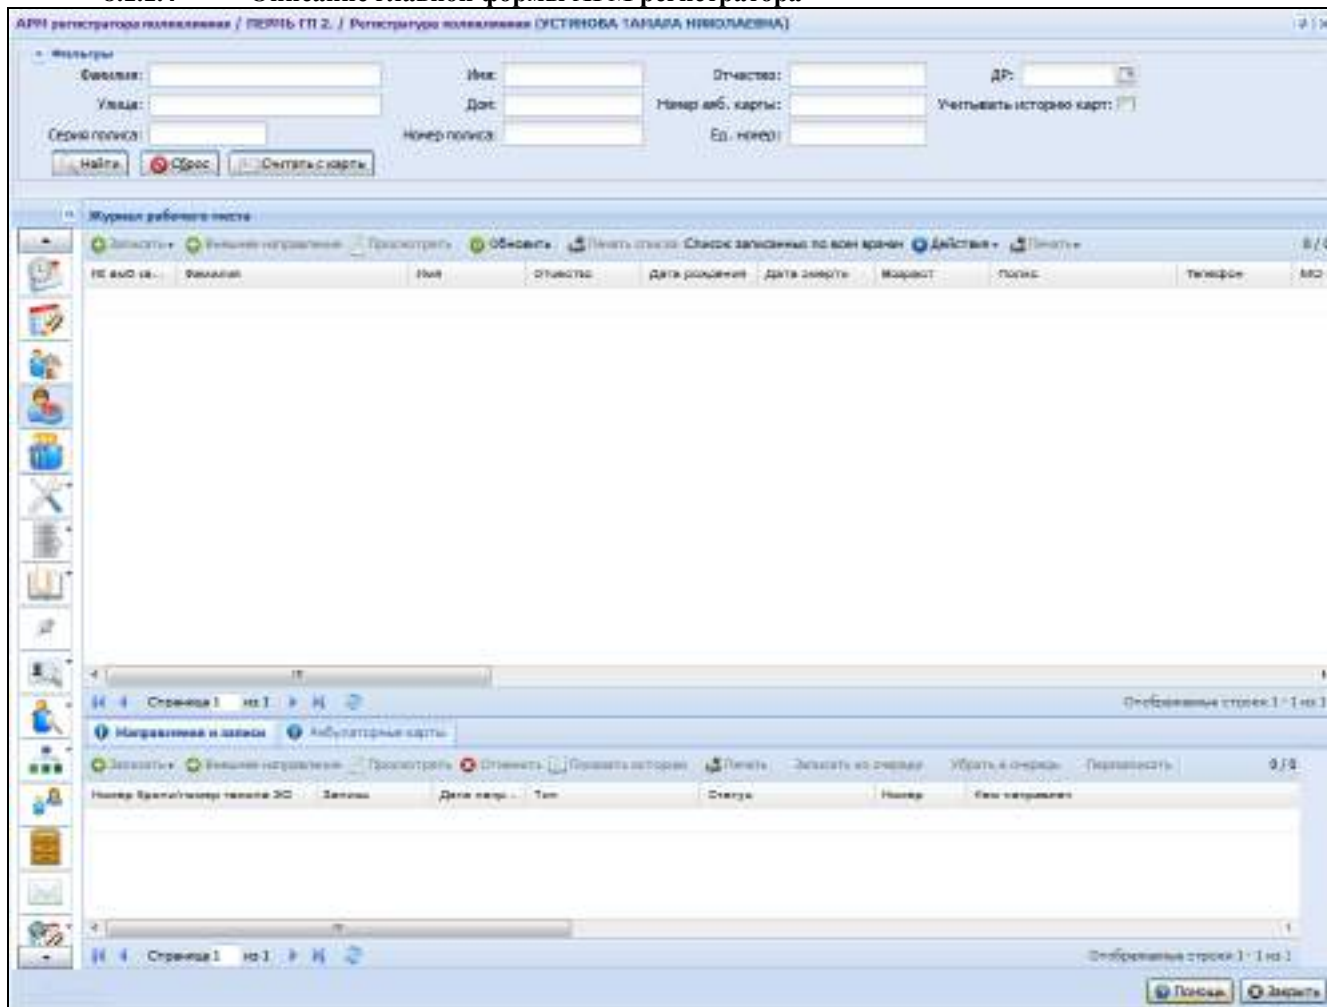 Описание главной формы АРМ регистратора
АРМ регистратора поликлиники / ПЕРМЬ ГП 2. / Регистратура поликлиники (УСТИНОВА ТАМАРА НИКОЛАЕВНА)
Фильтры
Фамилия: Имя: Отчество: ДР:
Улица: Дом: Номер амб. карты: Учитывать историю карт:
Серия полиса: Номер полиса: Ед. номер:
Найти Сброс Считать с карты
Журнал рабочего места
Записать Внешнее направление Просмотреть Обновить Печать списка Список записанных по всем врачам Действия Печать 0 / 0
№ амб ка... Фамилия Имя Отчество Дата рождения Дата смерти Возраст Полис Телефон МО
Страница 1 из 1 Отображаемые строки 1 - 1 из 1
Направления и записи Амбулаторные карты
Записать Внешнее направление Просмотреть Отменить Показать историю Печать Записать из очереди Убрать в очередь Перезаписать 0 / 0
Номер брони/номер талона ЭО Запись Дата напр... Тип Статус Номер Кем направлен
Страница 1 из 1 Отображаемые строки 1 - 1 из 1
Помощь Закрыть